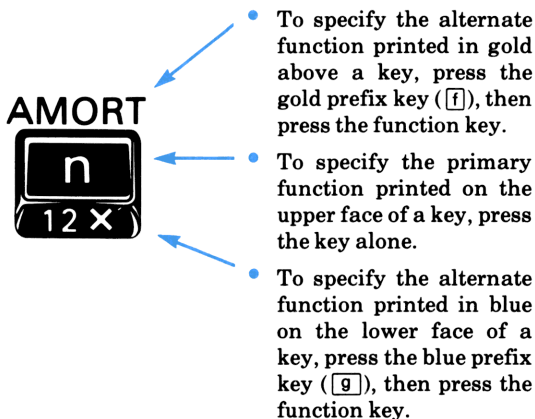 • To specify the alternate
function printed in gold
above a key, press the
gold prefix key (f), then
press the function key.
AMORT
n
12×
• To specify the primary
function printed on the
upper face of a key, press
the key alone.
• To specify the alternate
function printed in blue
on the lower face of a
key, press the blue prefix
key (g), then press the
function key.